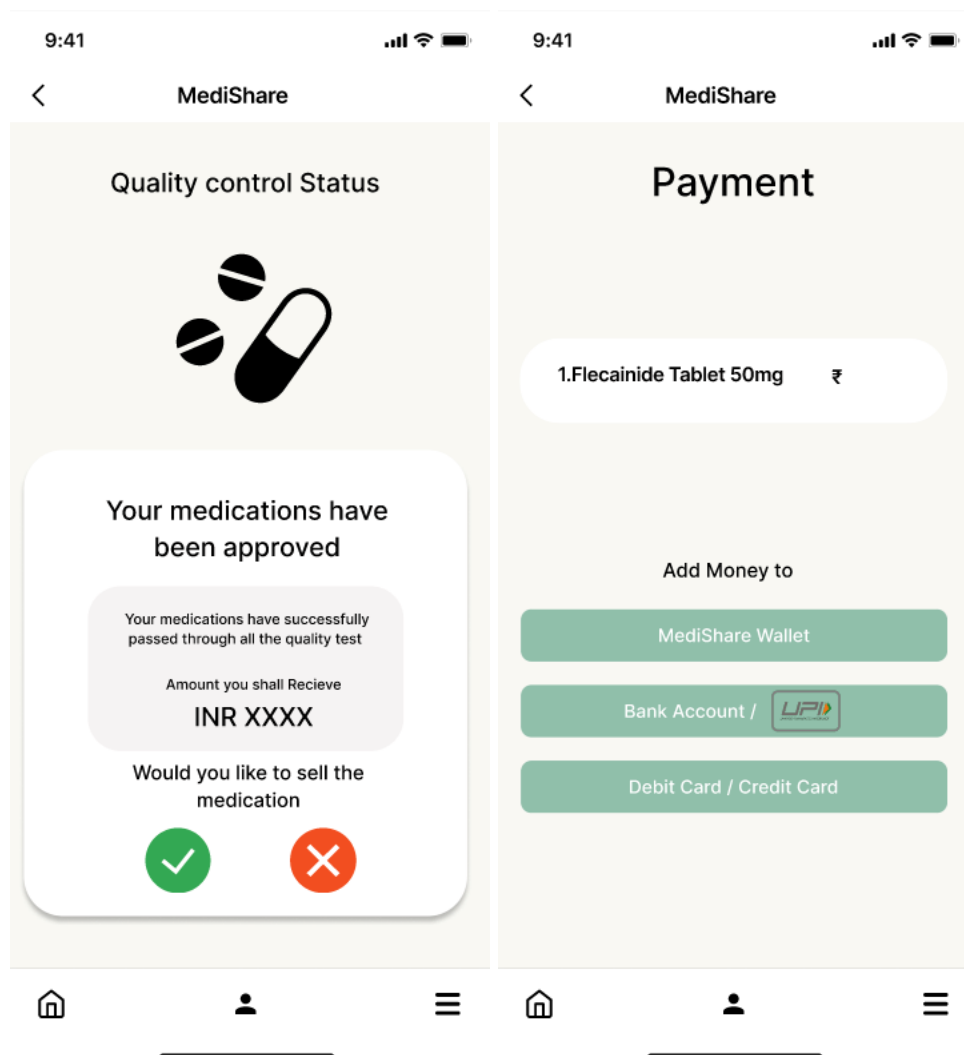 9:41
MediShare
Quality control Status
Your medications have
been approved
Your medications have successfully
passed through all the quality test
Amount you shall Recieve
INR XXXX
Would you like to sell the
medication
9:41
MediShare
Payment
1.Flecainide Tablet 50mg ₹
Add Money to
MediShare Wallet
Bank Account / UPI
Debit Card / Credit Card